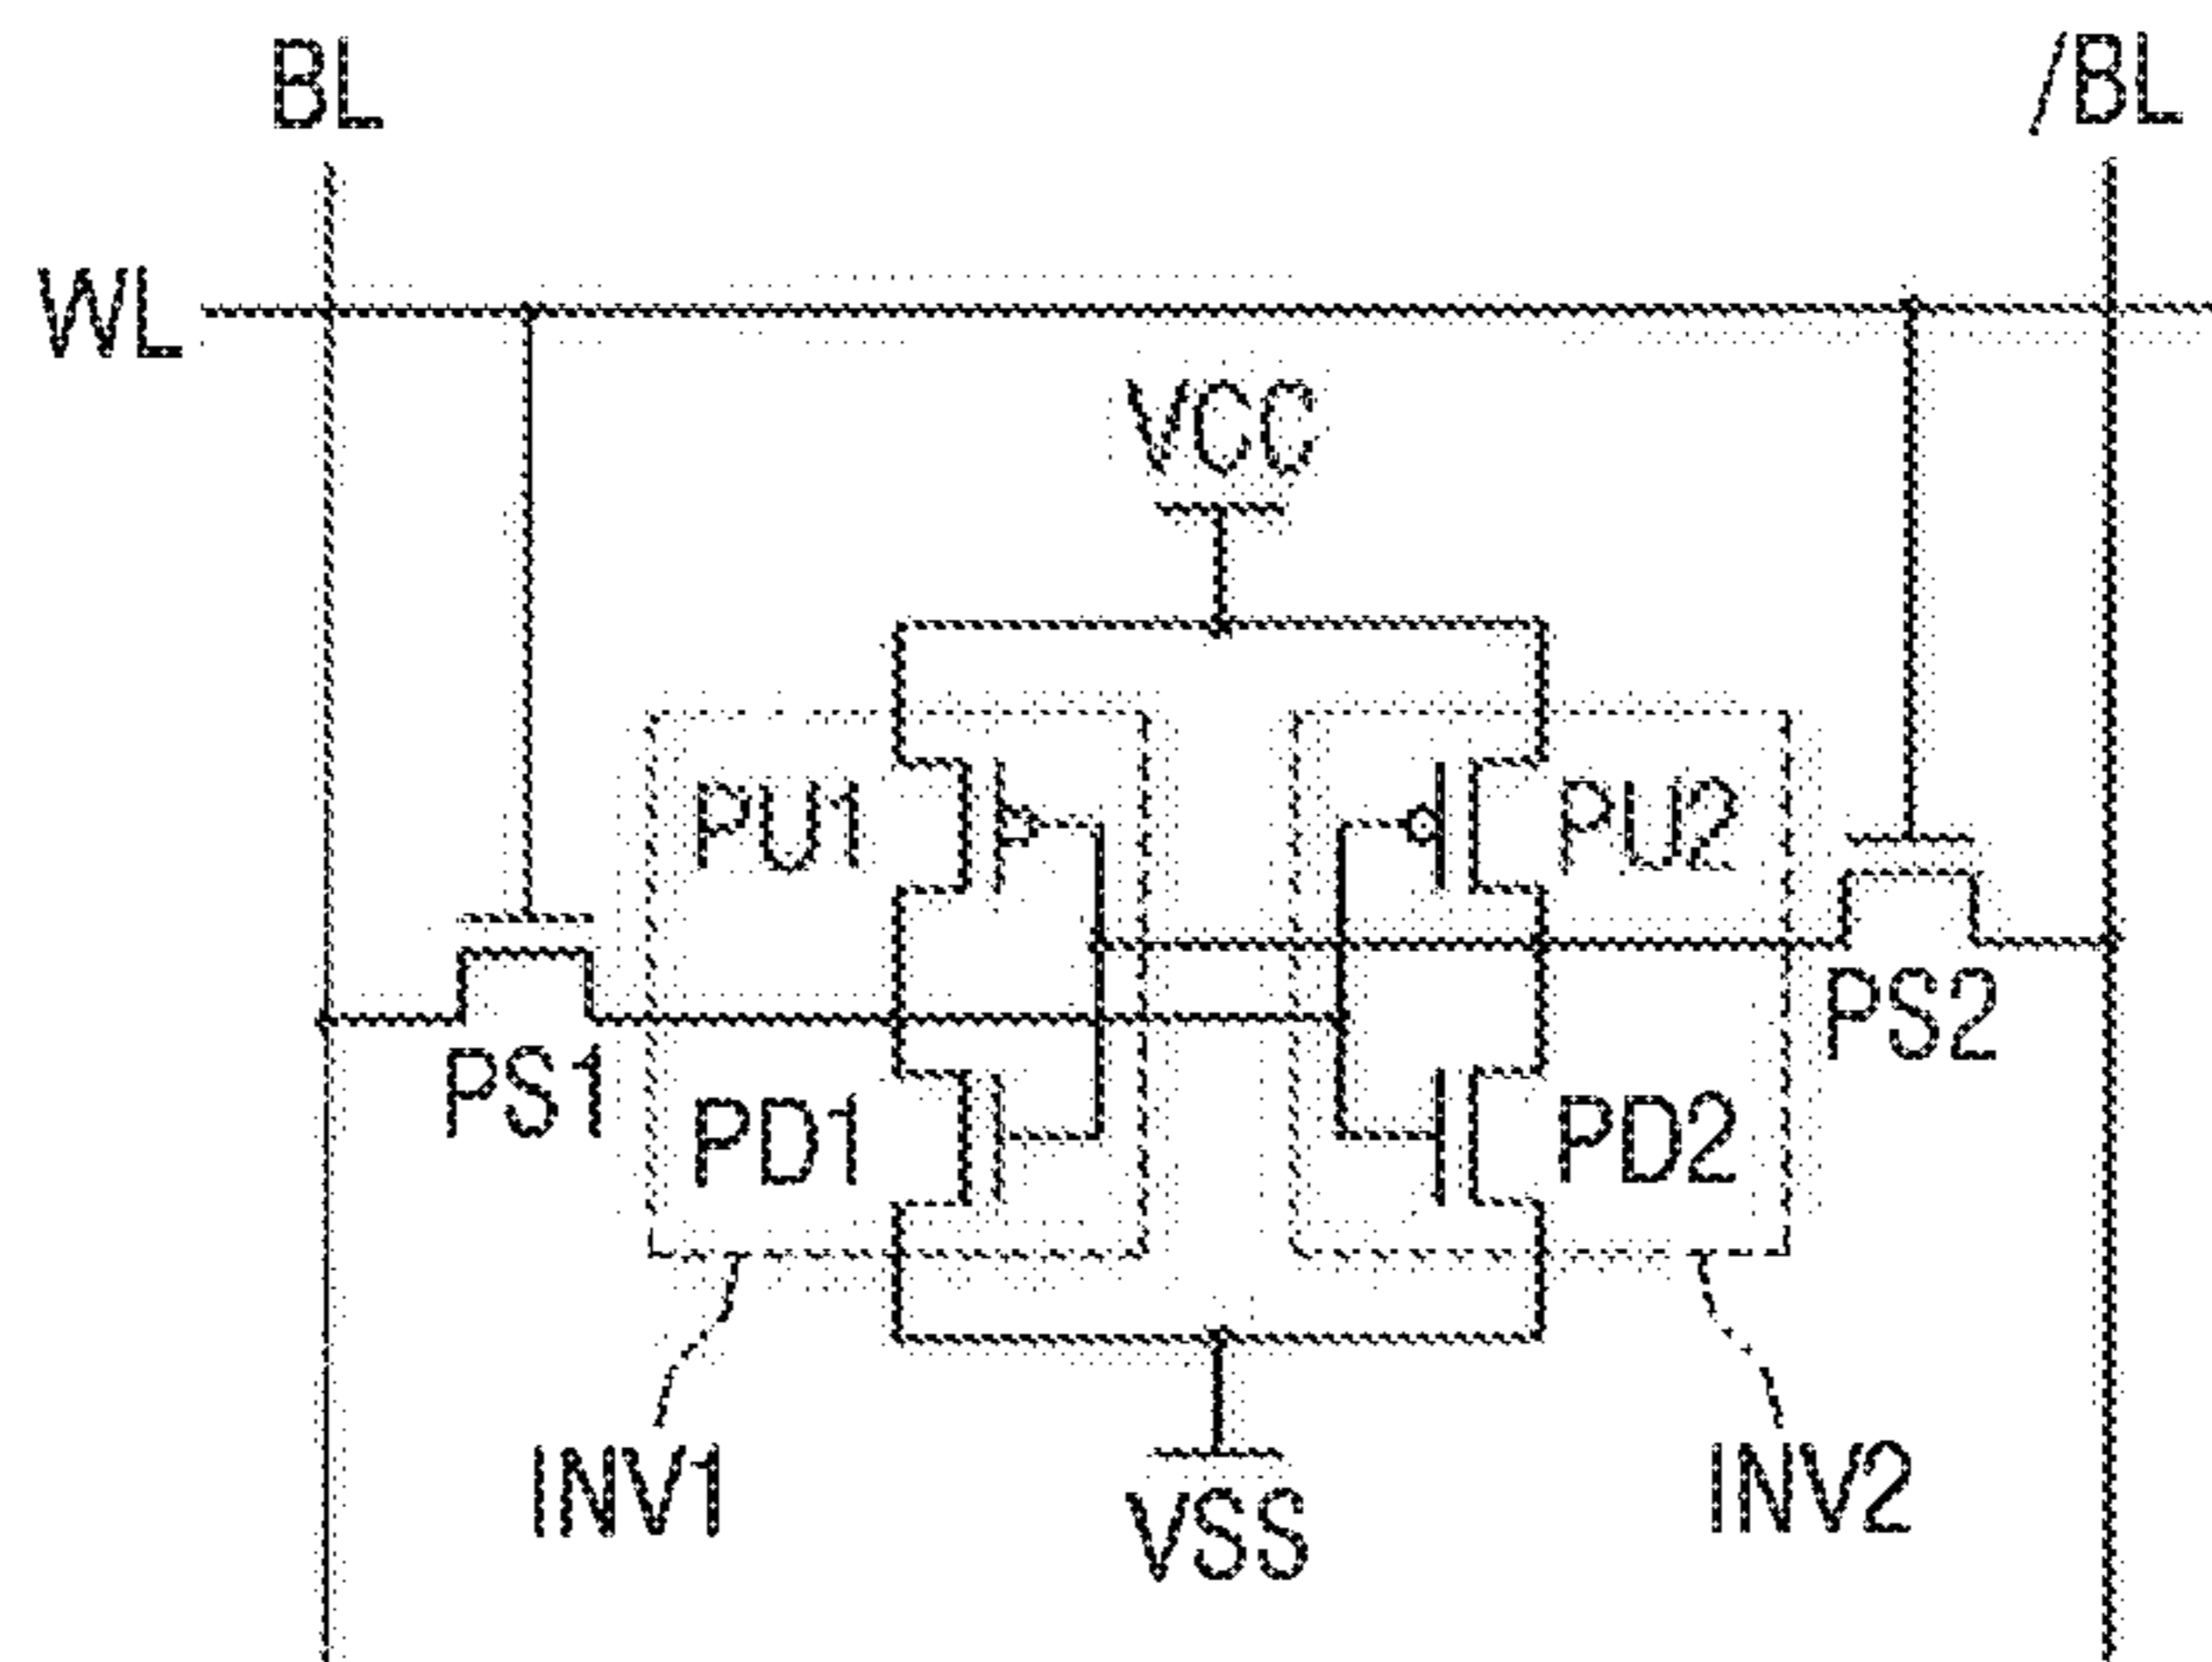 BL
/BL
WL
VCC
PU1
PU2
PS1
PS2
PD1
PD2
INV1
INV2
VSS